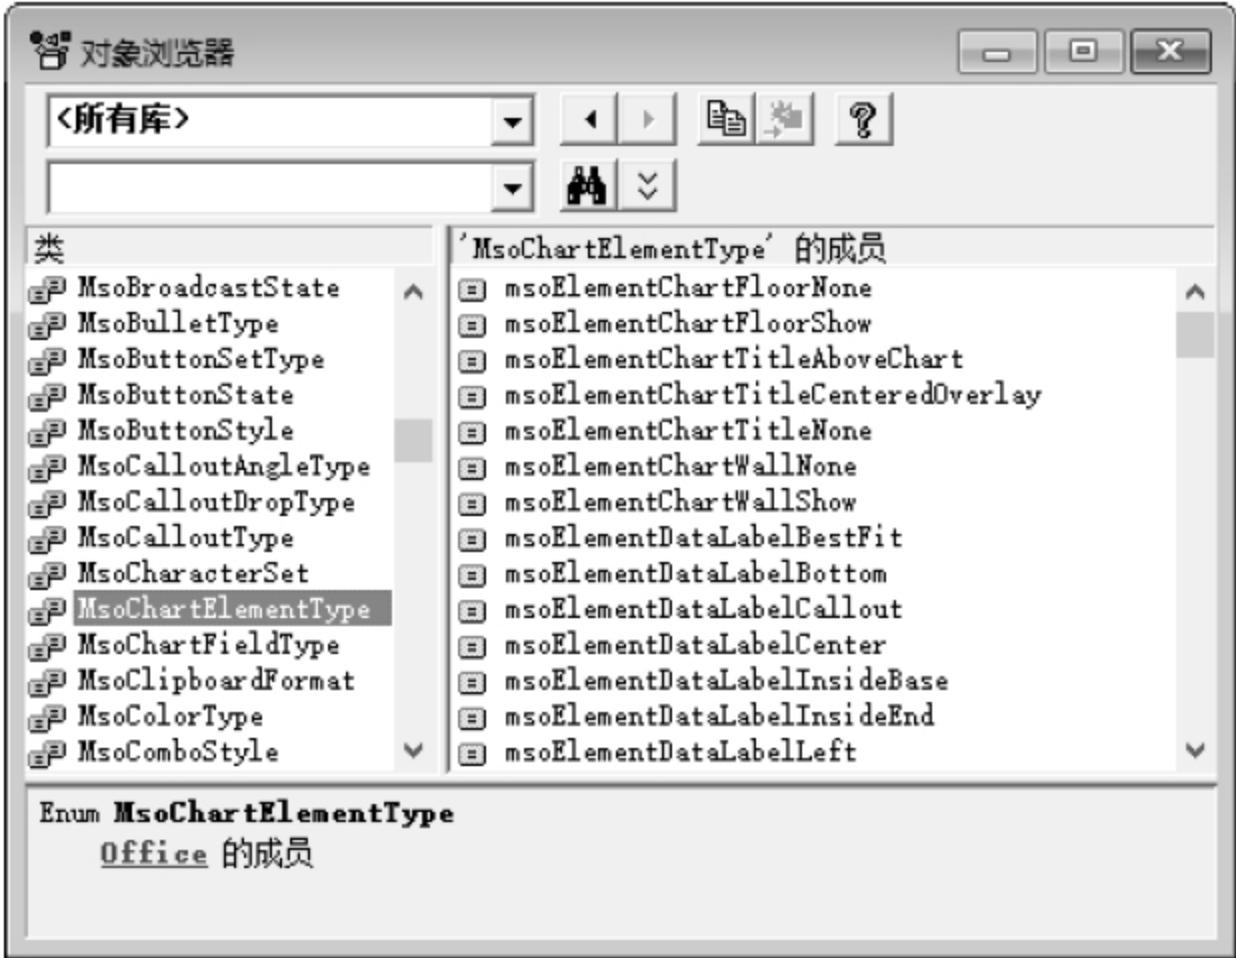 对象浏览器
<所有库>
类
MsoBroadcastState
MsoBulletType
MsoButtonSetType
MsoButtonState
MsoButtonStyle
MsoCalloutAngleType
MsoCalloutDropType
MsoCalloutType
MsoCharacterSet
MsoChartElementType
MsoChartFieldType
MsoClipboardFormat
MsoColorType
MsoComboStyle
'MsoChartElementType' 的成员
msoElementChartFloorNone
msoElementChartFloorShow
msoElementChartTitleAboveChart
msoElementChartTitleCenteredOverlay
msoElementChartTitleNone
msoElementChartWallNone
msoElementChartWallShow
msoElementDataLabelBestFit
msoElementDataLabelBottom
msoElementDataLabelCallout
msoElementDataLabelCenter
msoElementDataLabelInsideBase
msoElementDataLabelInsideEnd
msoElementDataLabelLeft
Enum MsoChartElementType
Office 的成员